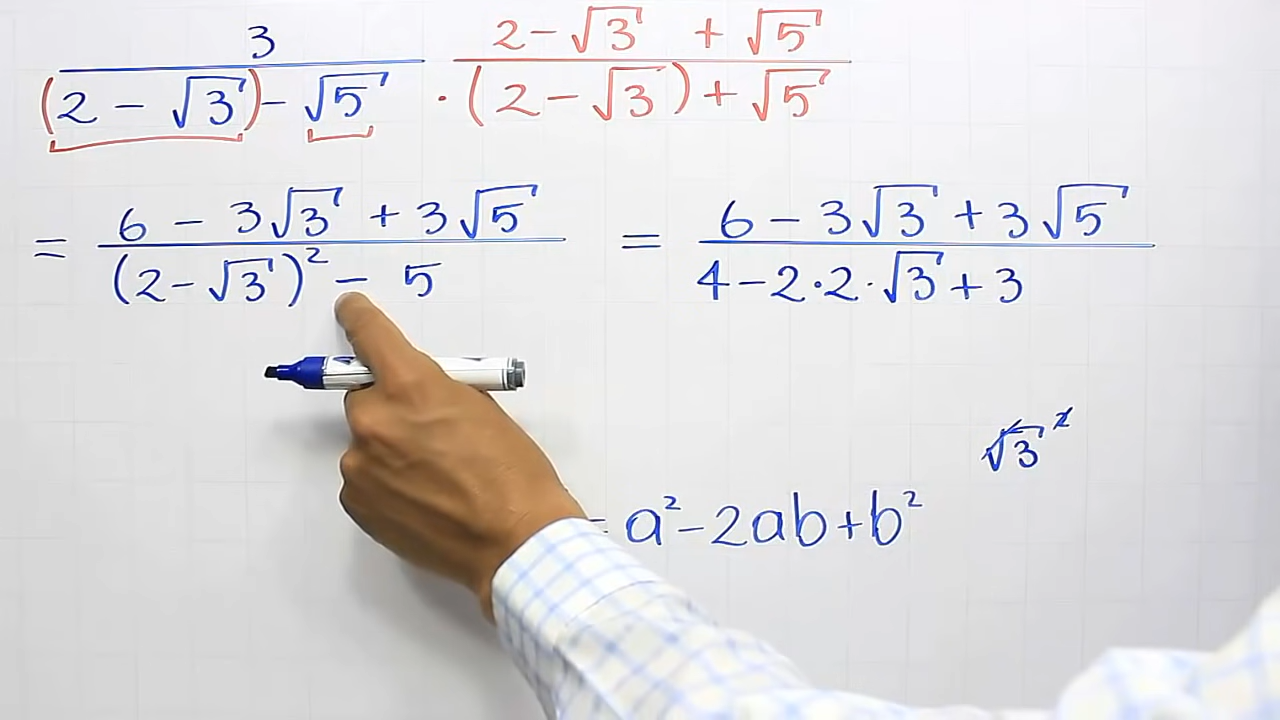 3 / ((2 - √3) - √5) · (2 - √3 + √5) / ((2 - √3) + √5)
= (6 - 3√3 + 3√5) / ((2 - √3)² - 5) = (6 - 3√3 + 3√5) / (4 - 2·2·√3 + 3)
√3²
= a² - 2ab + b²